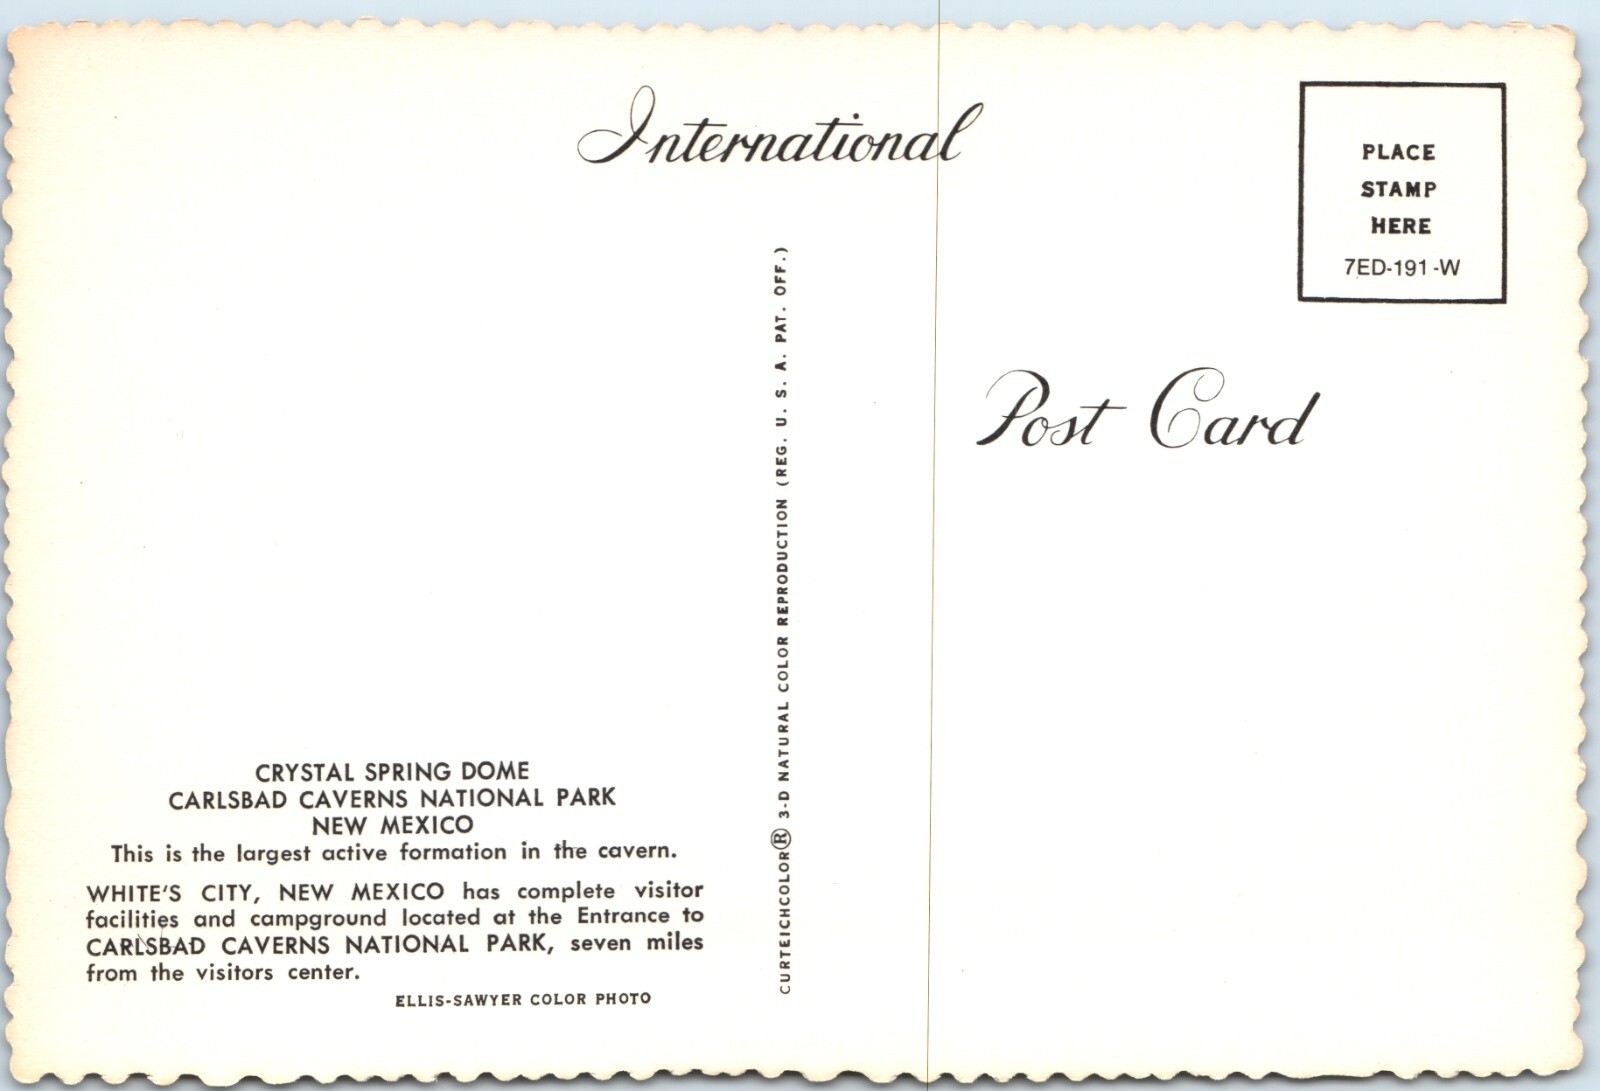 International
PLACE
STAMP
HERE
7ED-191-W
Post Card
CURTEICHCOLOR® 3-D NATURAL COLOR REPRODUCTION (REG. U. S. A. PAT. OFF.)
CRYSTAL SPRING DOME
CARLSBAD CAVERNS NATIONAL PARK
NEW MEXICO
This is the largest active formation in the cavern.
WHITE'S CITY, NEW MEXICO has complete visitor
facilities and campground located at the Entrance to
CARLSBAD CAVERNS NATIONAL PARK, seven miles
from the visitors center.
ELLIS-SAWYER COLOR PHOTO